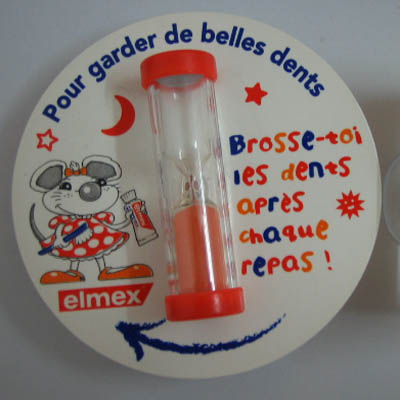 Pour garder de belles dents
Brosse-toi
les dents
après
chaque
repas !
elmex